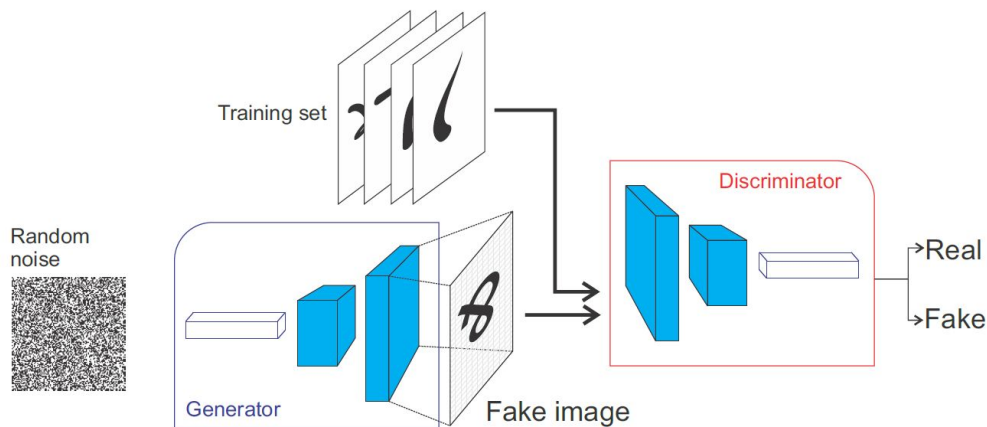 Training set
Discriminator
Random
noise
Real
Fake
Generator
Fake image